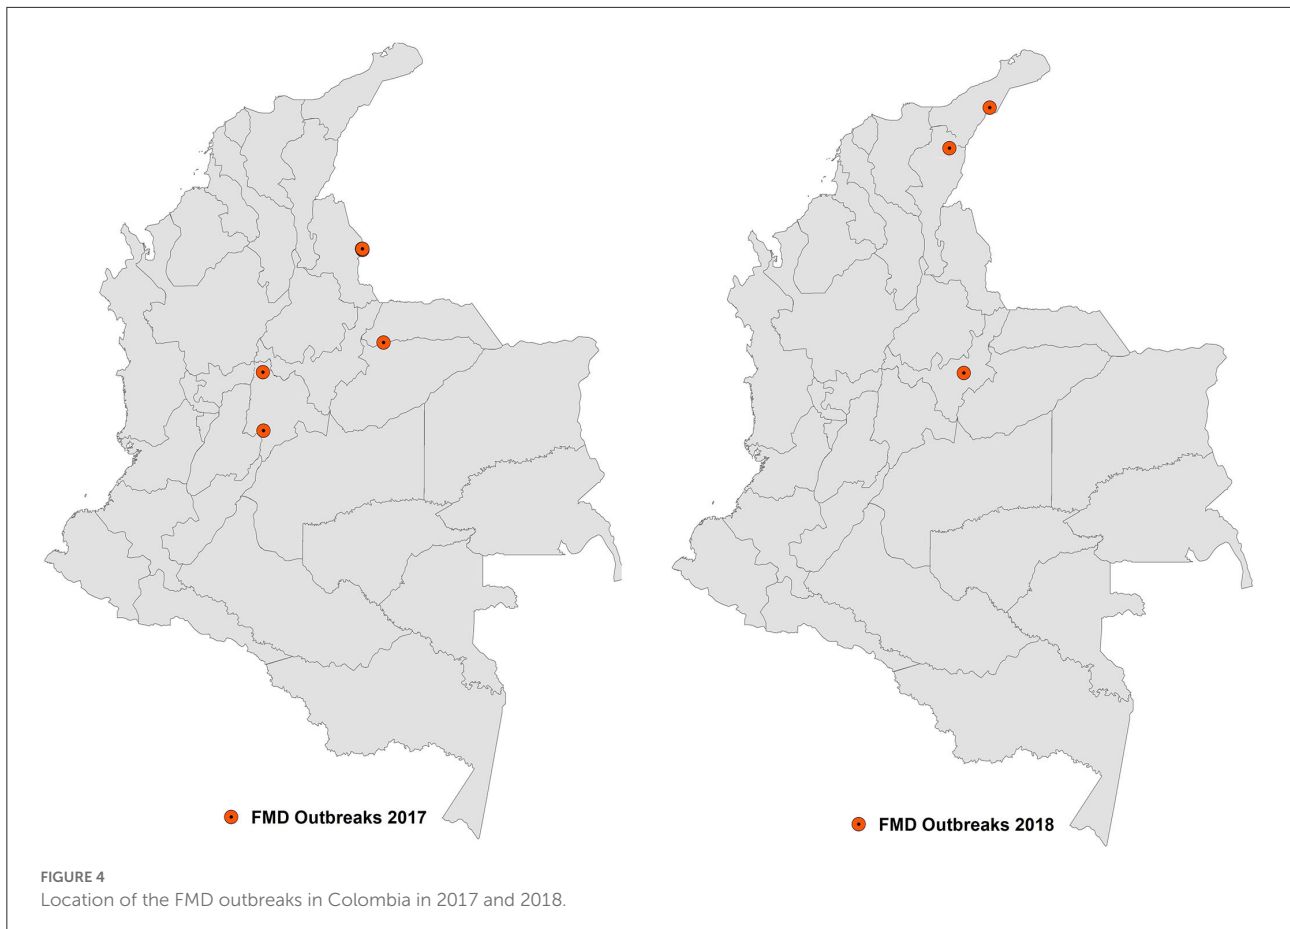 FMD Outbreaks 2017
FMD Outbreaks 2018
FIGURE 4
Location of the FMD outbreaks in Colombia in 2017 and 2018.